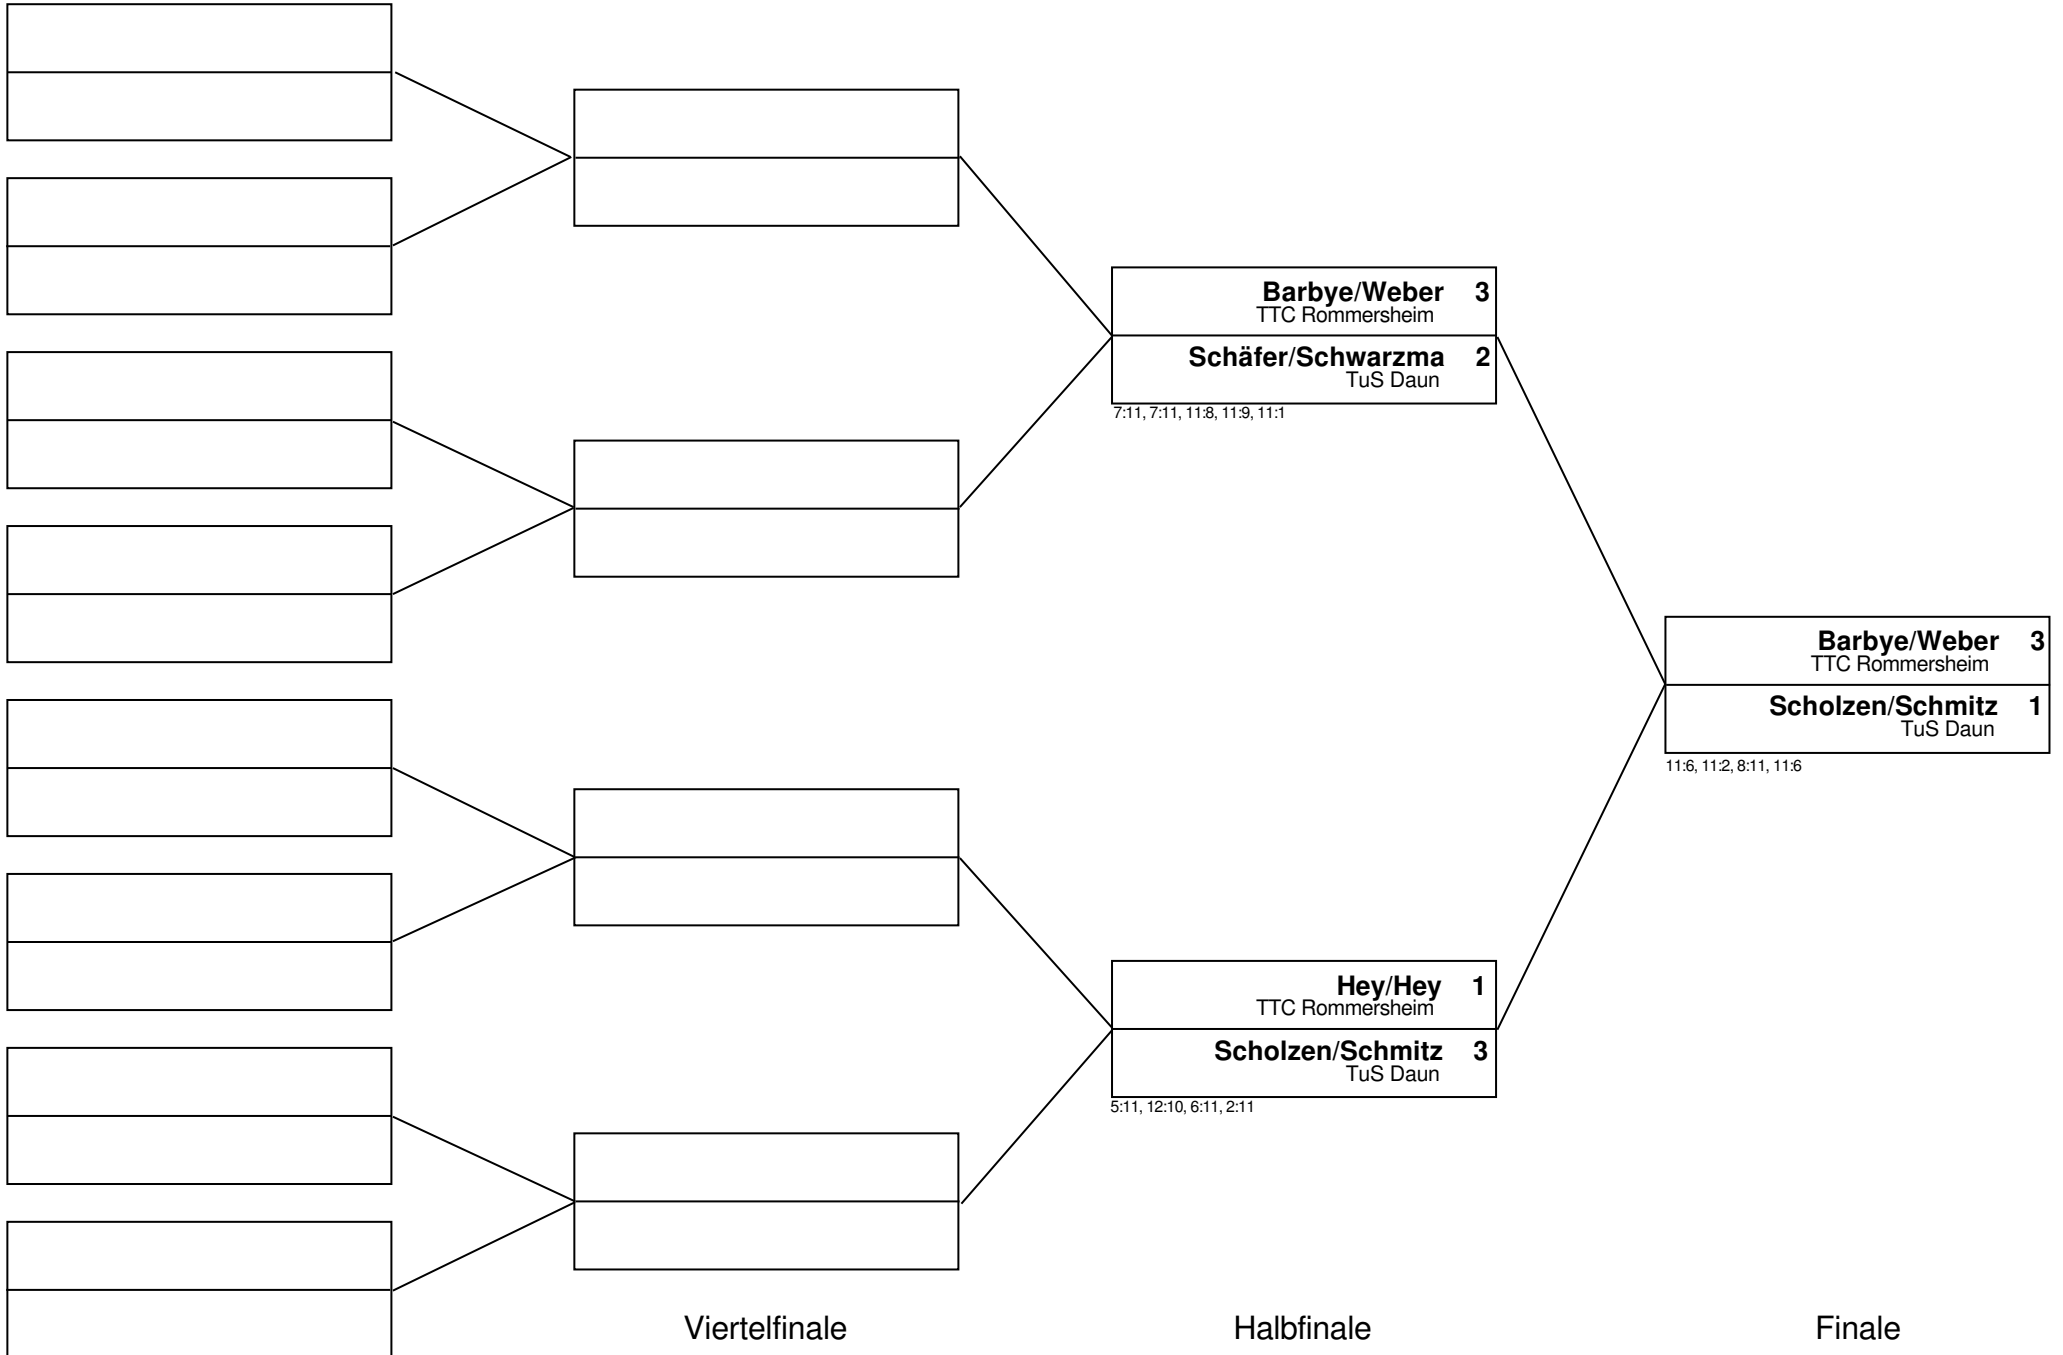 Barbye/Weber 3
TTC Rommersheim
Schäfer/Schwarzma 2
TuS Daun
7:11, 7:11, 11:8, 11:9, 11:1
Barbye/Weber 3
TTC Rommersheim
Scholzen/Schmitz 1
TuS Daun
11:6, 11:2, 8:11, 11:6
Hey/Hey 1
TTC Rommersheim
Scholzen/Schmitz 3
TuS Daun
5:11, 12:10, 6:11, 2:11
Viertelfinale Halbfinale Finale